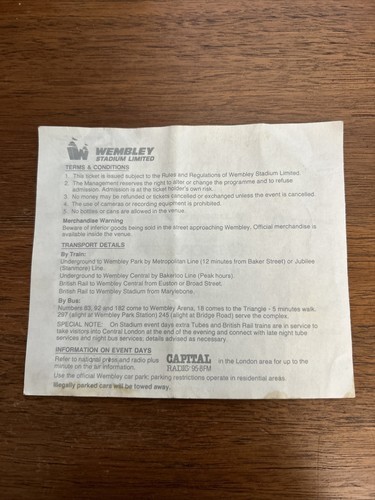 WEMBLEY
STADIUM LIMITED
TERMS & CONDITIONS
1. This ticket is issued subject to the Rules and Regulations of Wembley Stadium Limited.
2. The Management reserves the right to alter or change the programme and to refuse
admission. Admission is at the ticket holder's own risk.
3. No money may be refunded or tickets cancelled or exchanged unless the event is cancelled.
4. The use of cameras or recording equipment is prohibited.
5. No bottles or cans are allowed in the venue.
Merchandise Warning
Beware of inferior goods being sold in the street approaching Wembley. Official merchandise is
available inside the venue.
TRANSPORT DETAILS
By Train:
Underground to Wembley Park by Metropolitan Line (12 minutes from Baker Street) or Jubilee
(Stanmore) Line.
Underground to Wembley Central by Bakerloo Line (Peak hours).
British Rail to Wembley Central from Euston or Broad Street.
British Rail to Wembley Stadium from Marylebone.
By Bus:
Numbers 83, 92 and 182 come to Wembley Arena; 18 comes to the Triangle - 5 minutes walk.
297 (alight at Wembley Park Station) 245 (alight at Bridge Road) serve the complex.
SPECIAL NOTE: On Stadium event days extra Tubes and British Rail trains are in service to
take visitors into Central London at the end of the evening and connect with late night tube
services and night bus services; details advised as necessary.
INFORMATION ON EVENT DAYS
Refer to national press and radio plus CAPITAL RADIO 95·8FM in the London area for up to the
minute on the air information.
Use the official Wembley car park; parking restrictions operate in residential areas.
Illegally parked cars will be towed away.